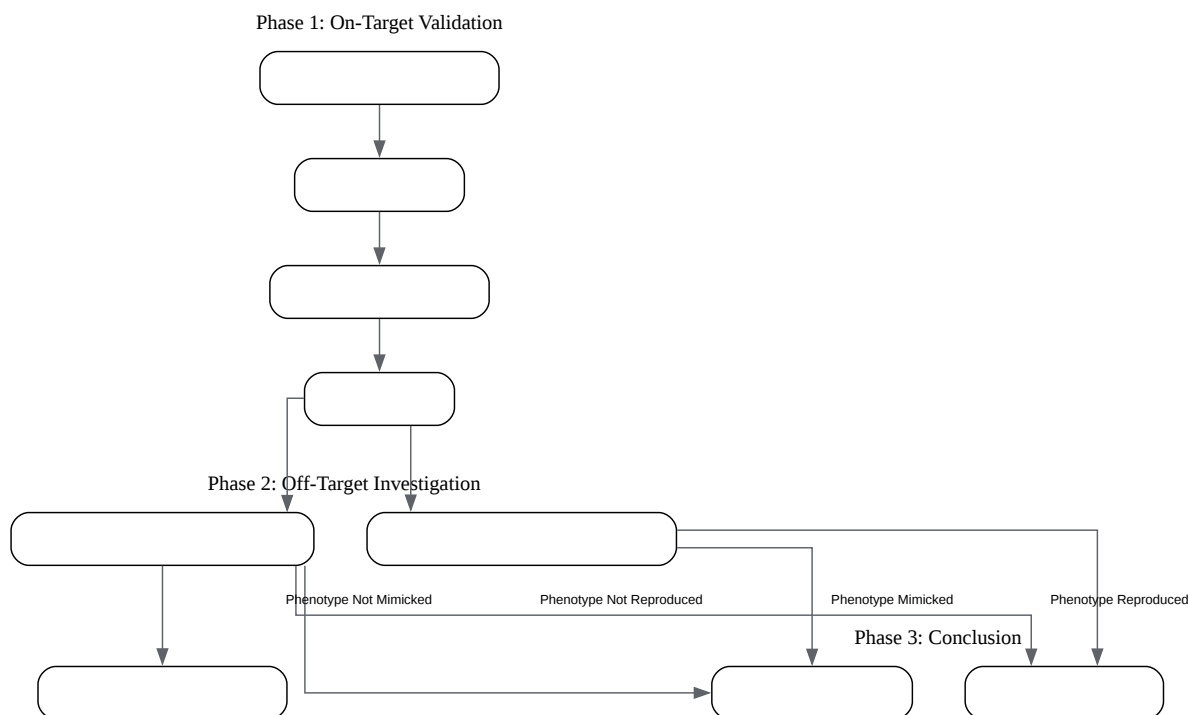 Phase 1: On-Target Validation
Phase 2: Off-Target Investigation
Phenotype Not Mimicked
Phenotype Not Reproduced
Phenotype Mimicked
Phenotype Reproduced
Phase 3: Conclusion